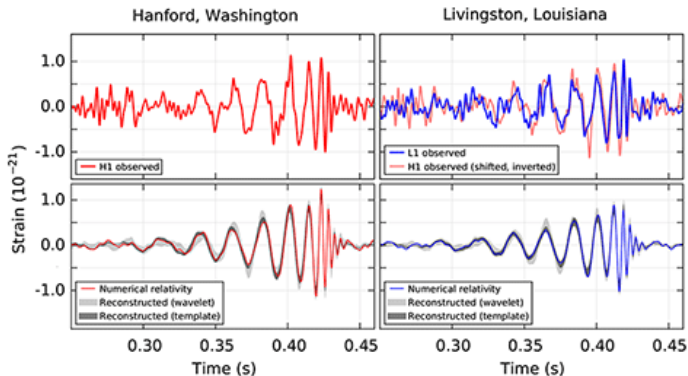 Hanford, Washington
Livingston, Louisiana
Strain (10⁻²¹)
1.0
0.0
-1.0
H1 observed
L1 observed
H1 observed (shifted, inverted)
1.0
0.0
-1.0
Numerical relativity
Reconstructed (wavelet)
Reconstructed (template)
Numerical relativity
Reconstructed (wavelet)
Reconstructed (template)
0.30 0.35 0.40 0.45
0.30 0.35 0.40 0.45
Time (s)
Time (s)